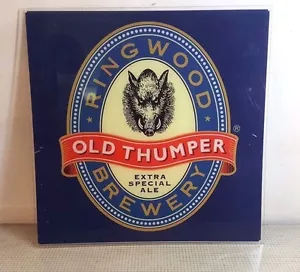 RINGWOOD
OLD THUMPER
®
EXTRA
SPECIAL
ALE
BREWERY